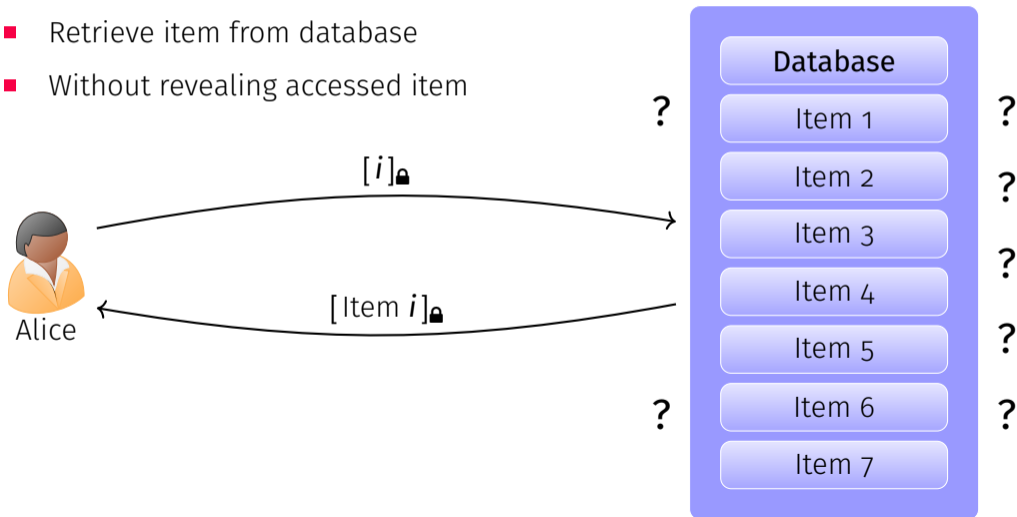 Retrieve item from database
Without revealing accessed item
[i]🔒
Alice
[Item i]🔒
?
?
Database
Item 1
Item 2
Item 3
Item 4
Item 5
Item 6
Item 7
?
?
?
?
?